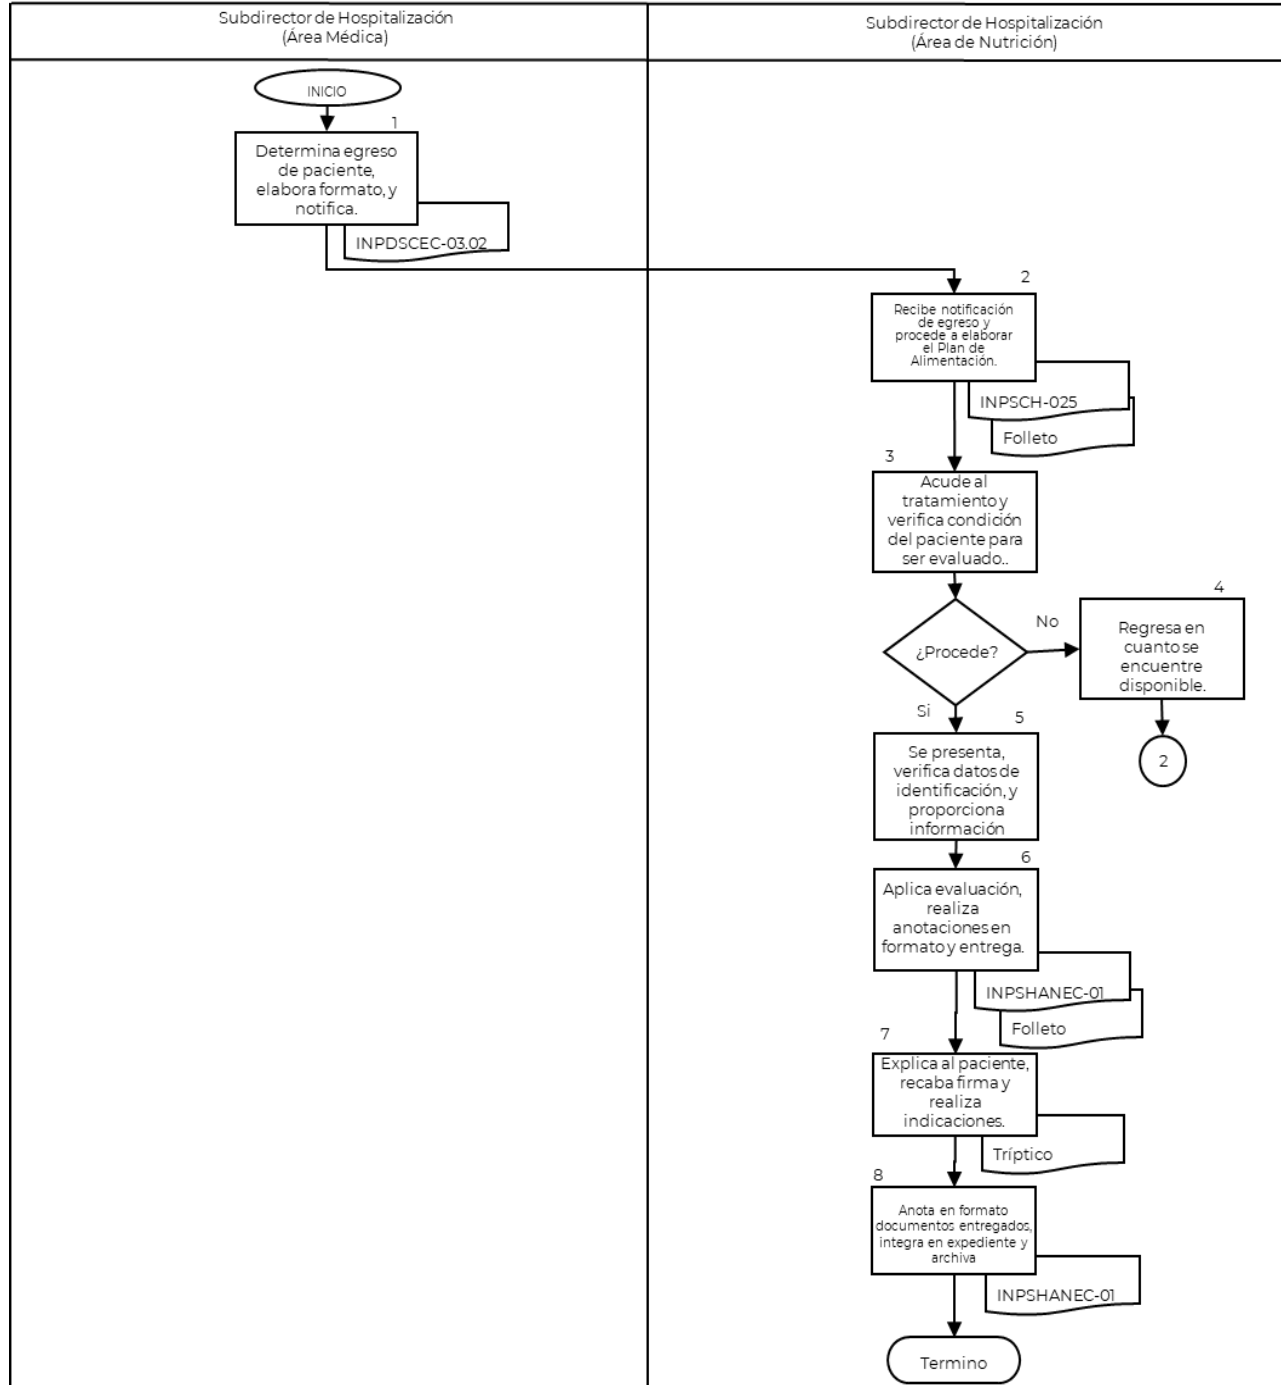 Subdirector de Hospitalización
(Área Médica)
Subdirector de Hospitalización
(Área de Nutrición)
INICIO
1
Determina egreso
de paciente,
elabora formato, y
notifica.
INPDSCEC-03.02
2
Recibe notificación
de egreso y
procede a elaborar
el Plan de
Alimentación.
INPSCH-025
Folleto
3
Acude al
tratamiento y
verifica condición
del paciente para
ser evaluado..
¿Procede?
No
4
Regresa en
cuanto se
encuentre
disponible.
2
Si
5
Se presenta,
verifica datos de
identificación, y
proporciona
información
6
Aplica evaluación,
realiza
anotaciones en
formato y entrega.
INPSHANEC-01
Folleto
7
Explica al paciente,
recaba firma y
realiza
indicaciones.
Tríptico
8
Anota en formato
documentos entregados,
integra en expediente y
archiva
INPSHANEC-01
Termino